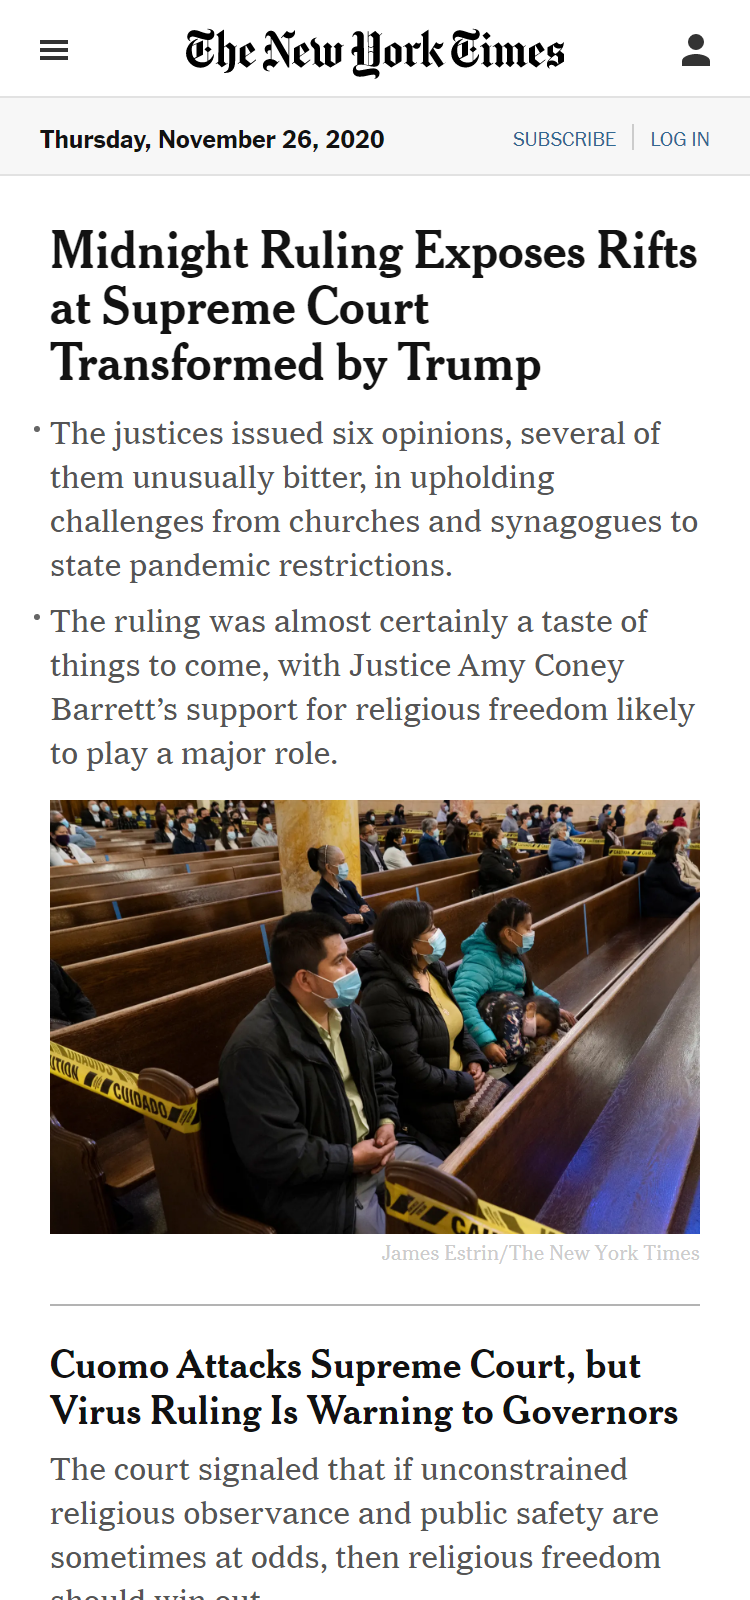 The New York Times
Thursday, November 26, 2020
SUBSCRIBE
LOG IN
Midnight Ruling Exposes Rifts
at Supreme Court
Transformed by Trump
• The justices issued six opinions, several of
them unusually bitter, in upholding
challenges from churches and synagogues to
state pandemic restrictions.
• The ruling was almost certainly a taste of
things to come, with Justice Amy Coney
Barrett’s support for religious freedom likely
to play a major role.
CUIDADO
James Estrin/The New York Times
Cuomo Attacks Supreme Court, but
Virus Ruling Is Warning to Governors
The court signaled that if unconstrained
religious observance and public safety are
sometimes at odds, then religious freedom
should win out.